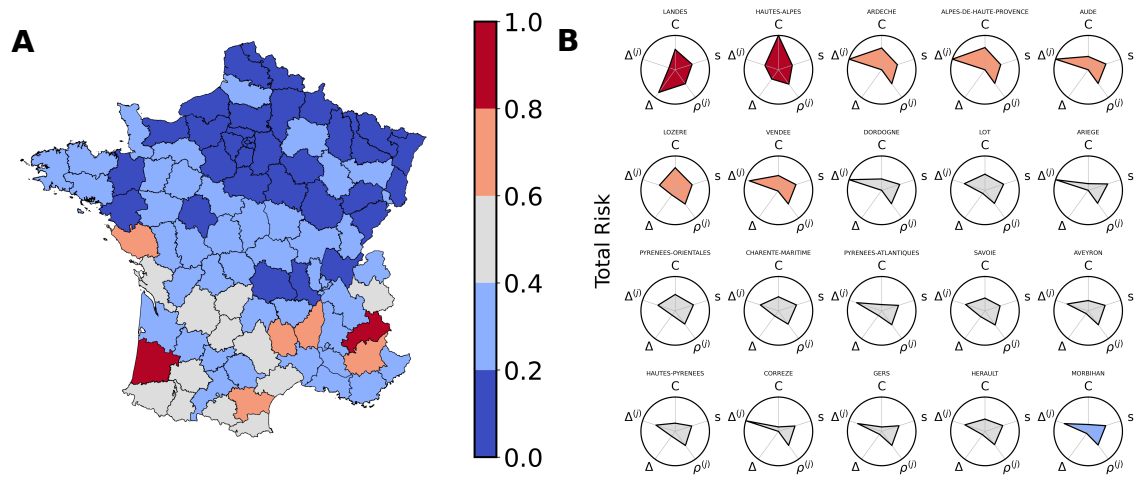 A
1.0
0.8
0.6
0.4
0.2
0.0
B
Total Risk
LANDES
C
Δ(j)
s
Δ
ρ(j)
HAUTES-ALPES
C
Δ(j)
s
Δ
ρ(j)
ARDECHE
C
Δ(j)
s
Δ
ρ(j)
ALPES-DE-HAUTE-PROVENCE
C
Δ(j)
s
Δ
ρ(j)
AUDE
C
Δ(j)
s
Δ
ρ(j)
LOZERE
C
Δ(j)
s
Δ
ρ(j)
VENDEE
C
Δ(j)
s
Δ
ρ(j)
DORDOGNE
C
Δ(j)
s
Δ
ρ(j)
LOT
C
Δ(j)
s
Δ
ρ(j)
ARIEGE
C
Δ(j)
s
Δ
ρ(j)
PYRENEES-ORIENTALES
C
Δ(j)
s
Δ
ρ(j)
CHARENTE-MARITIME
C
Δ(j)
s
Δ
ρ(j)
PYRENEES-ATLANTIQUES
C
Δ(j)
s
Δ
ρ(j)
SAVOIE
C
Δ(j)
s
Δ
ρ(j)
AVEYRON
C
Δ(j)
s
Δ
ρ(j)
HAUTES-PYRENEES
C
Δ(j)
s
Δ
ρ(j)
CORREZE
C
Δ(j)
s
Δ
ρ(j)
GERS
C
Δ(j)
s
Δ
ρ(j)
HERAULT
C
Δ(j)
s
Δ
ρ(j)
MORBIHAN
C
Δ(j)
s
Δ
ρ(j)